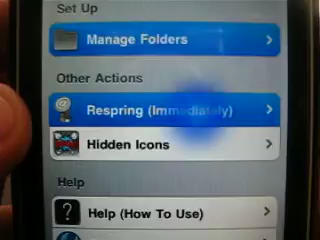 Set Up
Manage Folders
Other Actions
Respring (Immediately)
Hidden Icons
Help
?
Help (How To Use)